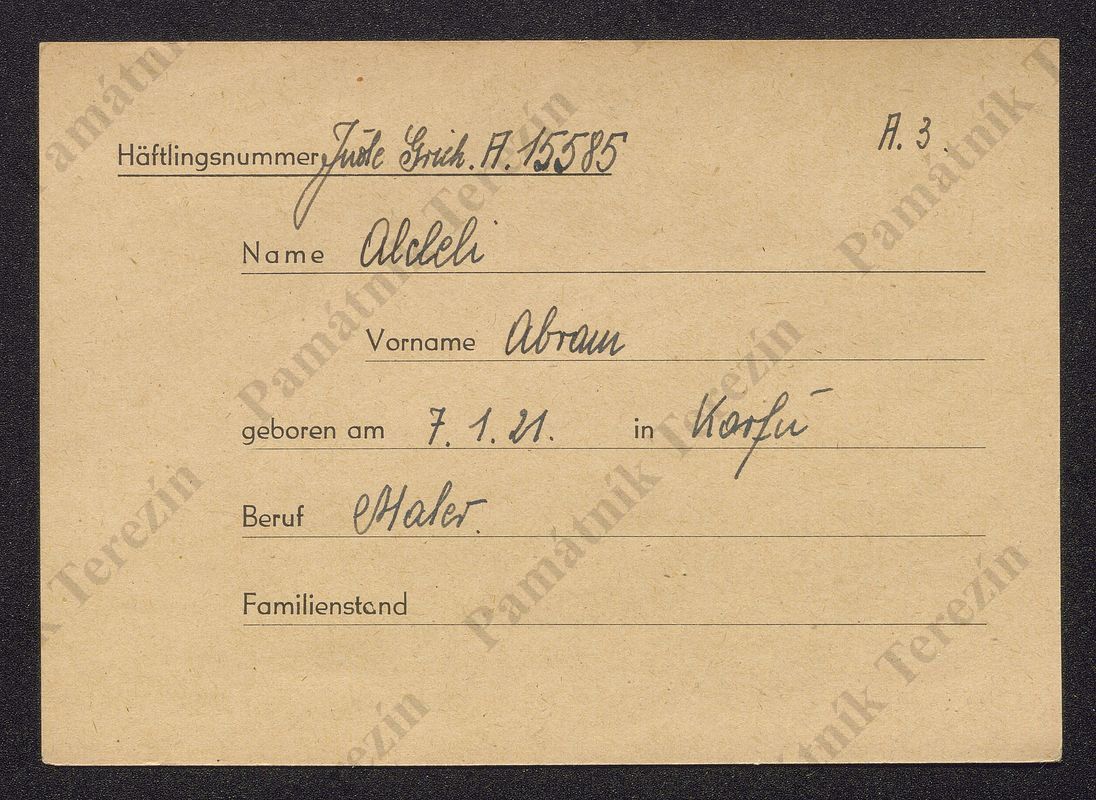 Häftlingsnummer Jude Griech. A. 15585
A. 3.
Name Aldeli
Vorname Abram
geboren am 7. 1. 21. in Korfu
Beruf Maler.
Familienstand
Památník Terezín